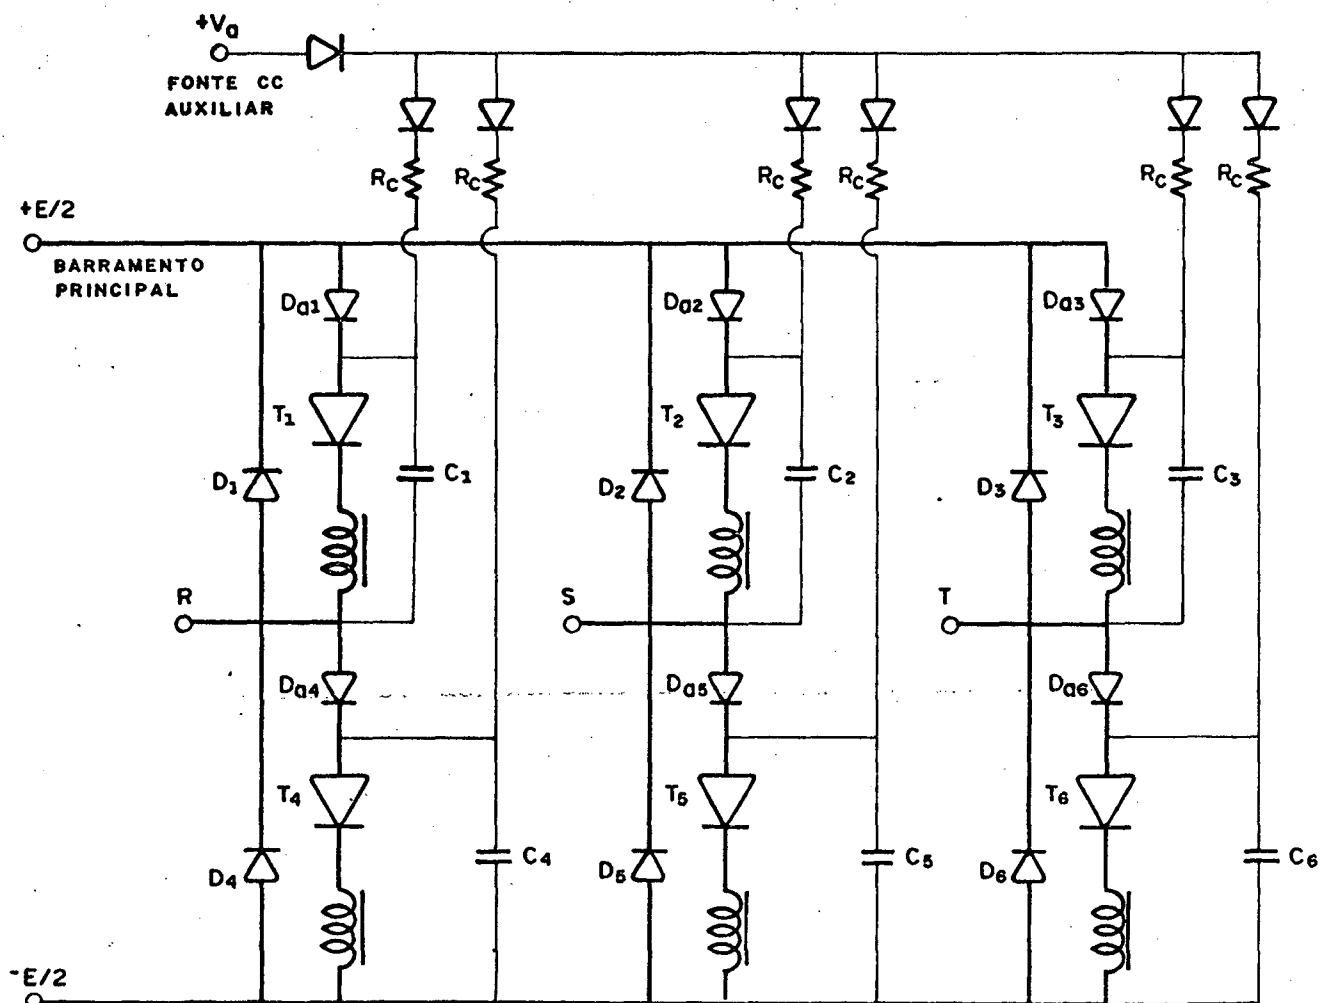 +Va
FONTE CC
AUXILIAR
RC RC RC RC RC RC
+E/2
BARRAMENTO
PRINCIPAL
Da1 Da2 Da3
T1 T2 T3
D1 C1 D2 C2 D3 C3
R S T
Da4 Da5 Da6
T4 T5 T6
D4 C4 D5 C5 D6 C6
-E/2